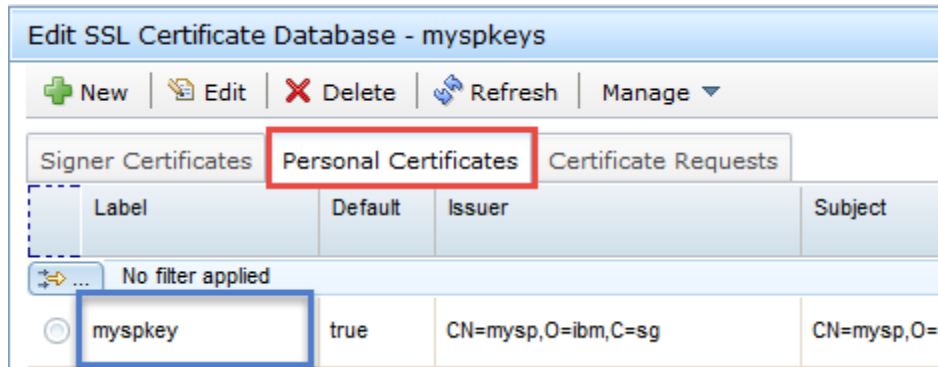 Edit SSL Certificate Database - myspkeys
New Edit Delete Refresh Manage
Signer Certificates Personal Certificates Certificate Requests
Label Default Issuer Subject
... No filter applied
myspkey true CN=mysp,O=ibm,C=sg CN=mysp,O=